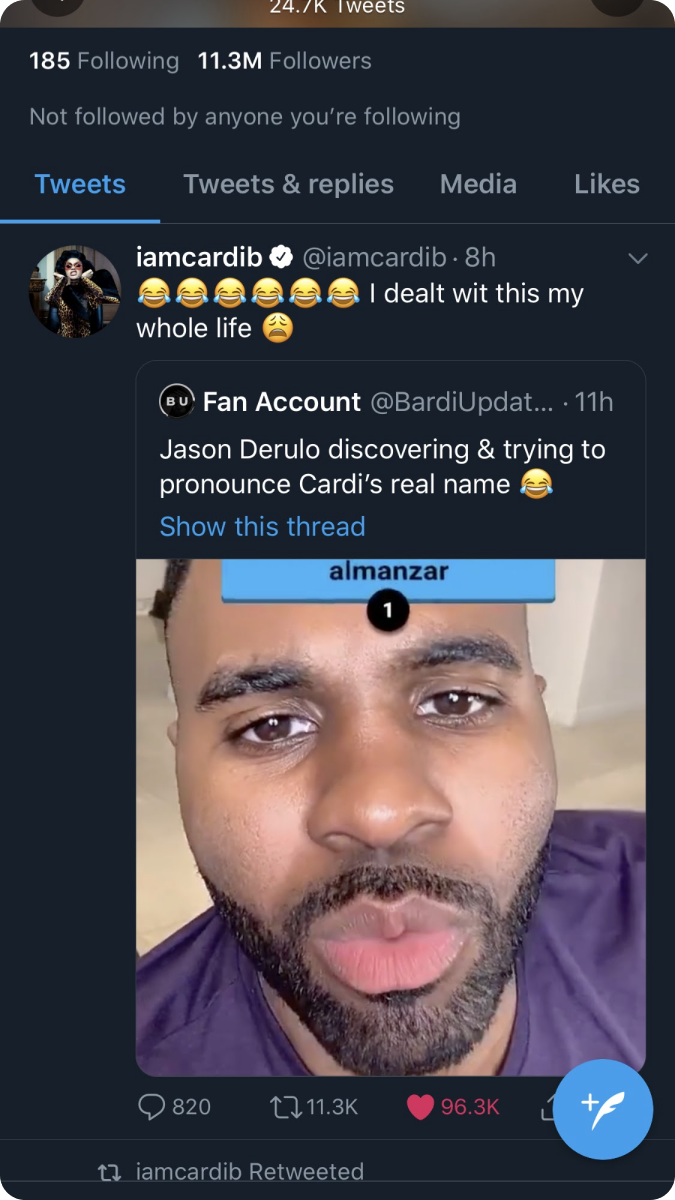 24.7K Tweets
185 Following 11.3M Followers
Not followed by anyone you’re following
Tweets Tweets & replies Media Likes
iamcardib @iamcardib · 8h
😂😂😂😂😂😂 I dealt wit this my
whole life 😩
BU Fan Account @BardiUpdat... · 11h
Jason Derulo discovering & trying to
pronounce Cardi’s real name 😂
Show this thread
almanzar
1
820 11.3K 96.3K
iamcardib Retweeted